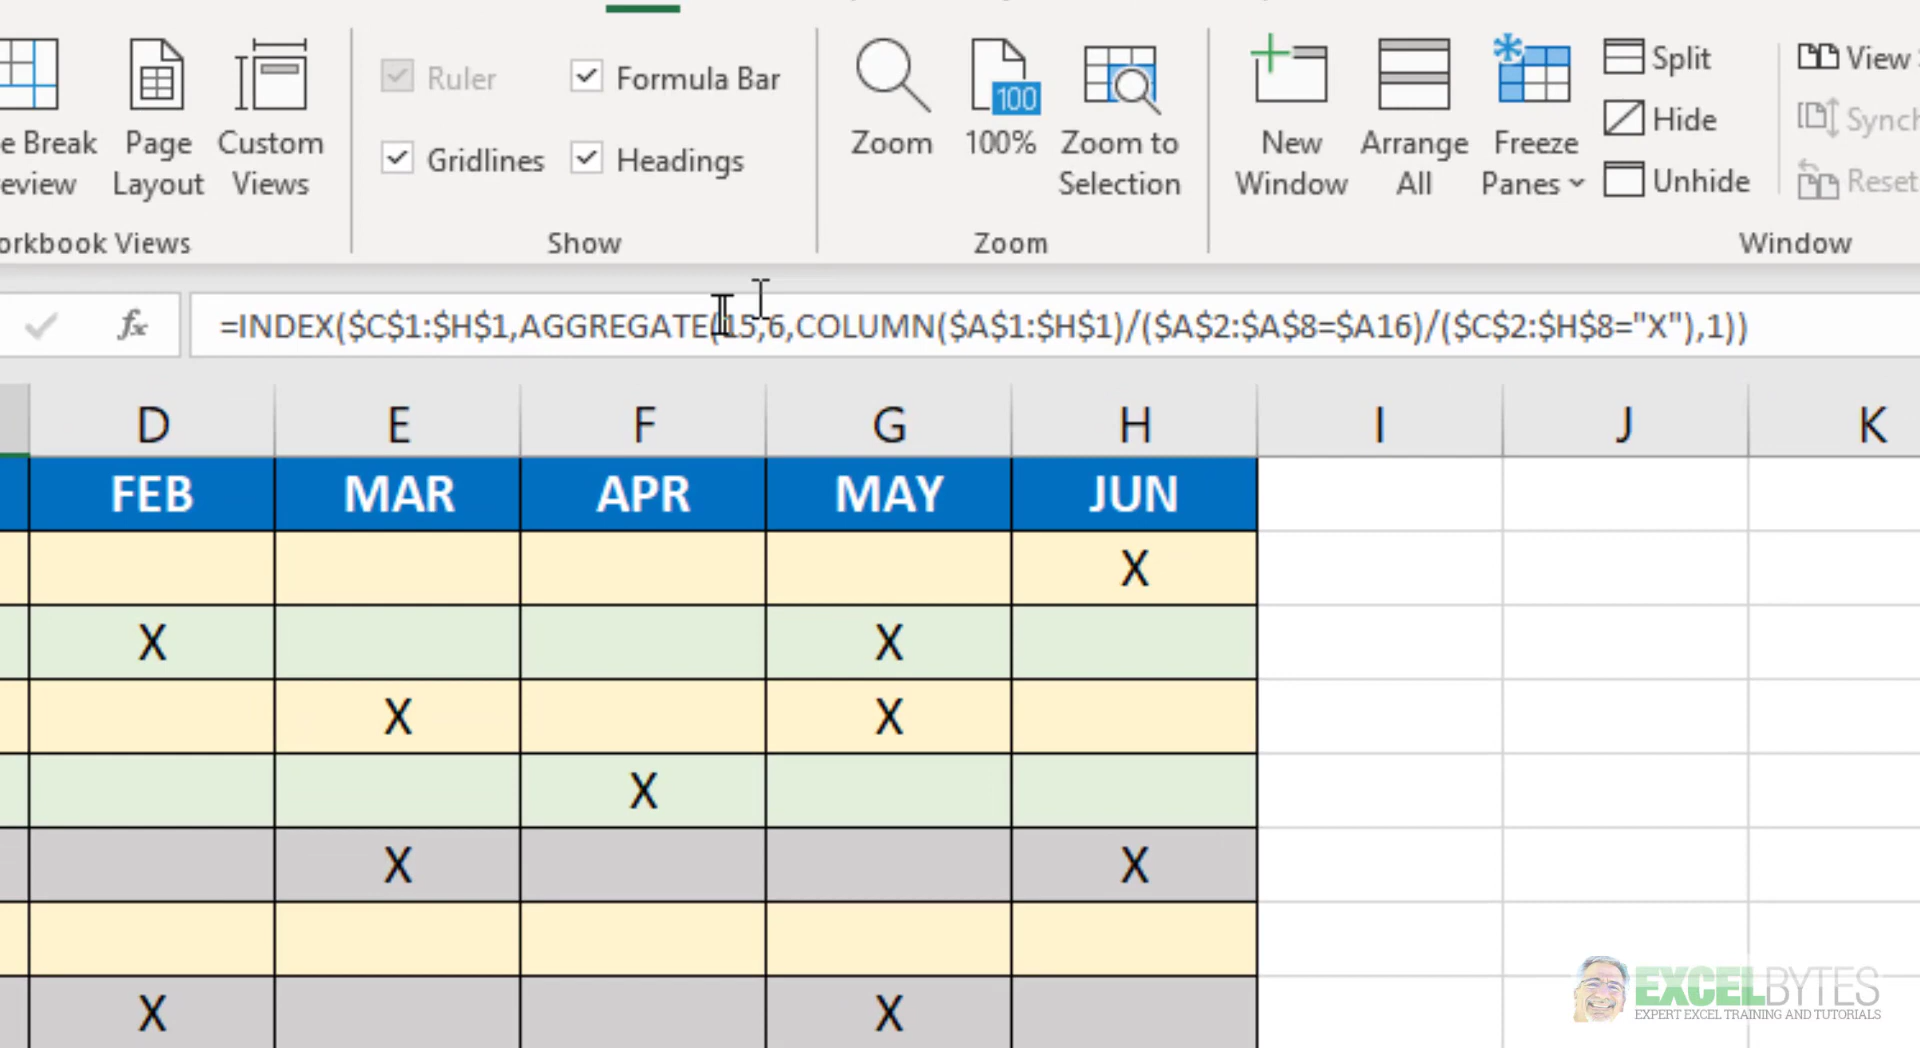 e Break
eview
Page
Layout
Custom
Views
orkbook Views
Ruler
Formula Bar
Gridlines
Headings
Show
Zoom
100
100%
Zoom to
Selection
Zoom
New
Window
Arrange
All
Freeze
Panes
Split
Hide
Unhide
View
Synch
Reset
Window
fx
=INDEX($C$1:$H$1,AGGREGATE(15,6,COLUMN($A$1:$H$1)/($A$2:$A$8=$A16)/($C$2:$H$8="X"),1))
D E F G H I J K
FEB MAR APR MAY JUN
X
X X
X X
X
X X
X X
EXCELBYTES
EXPERT EXCEL TRAINING AND TUTORIALS